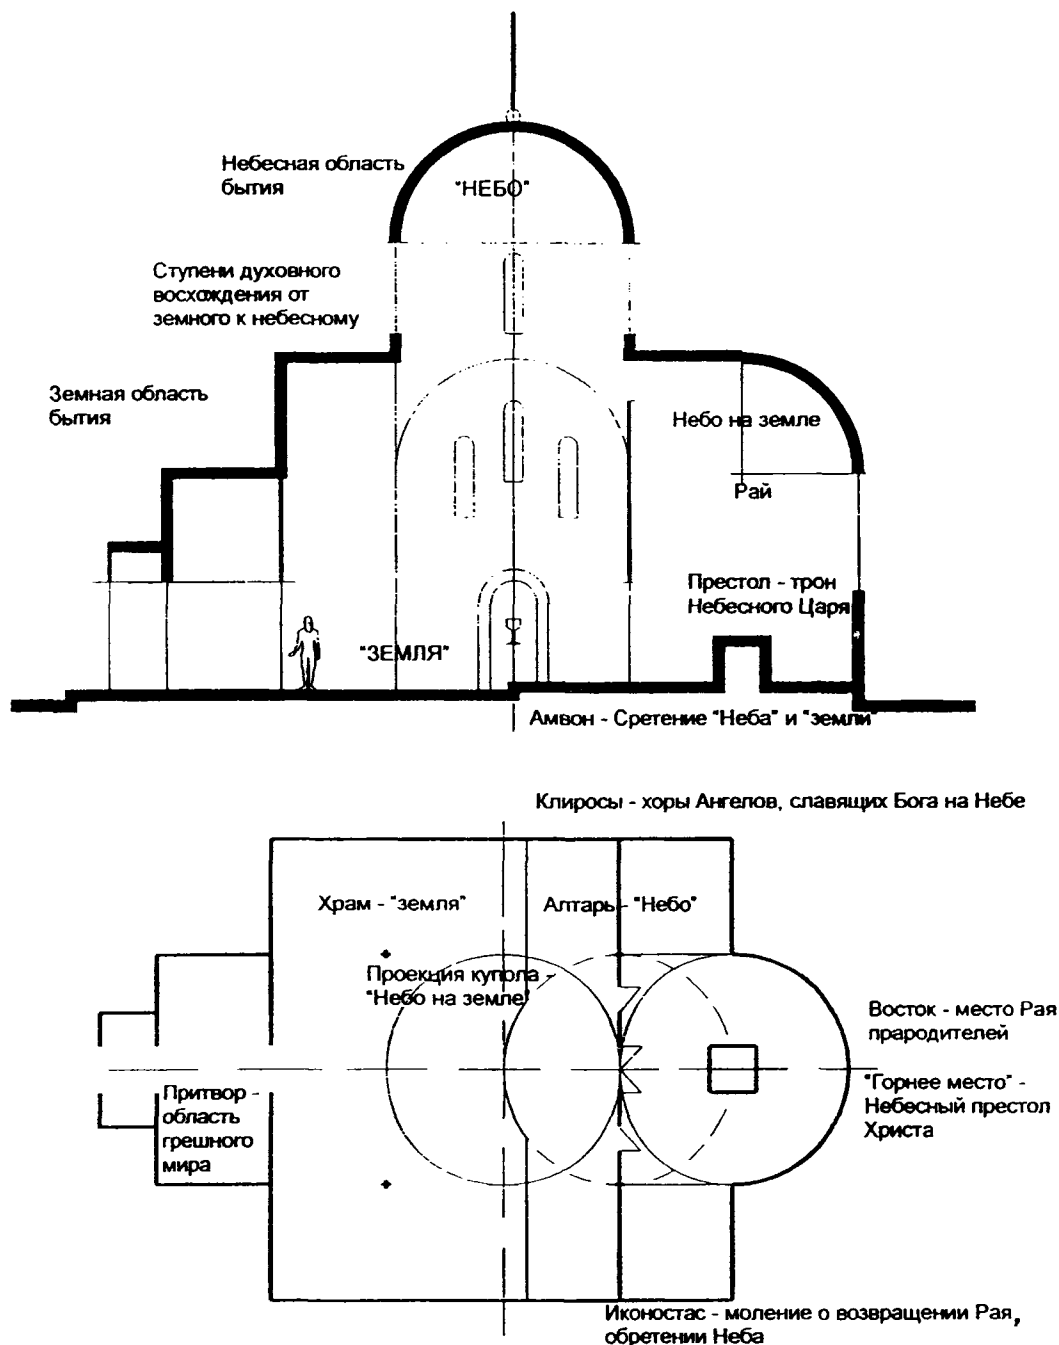 Небесная область
бытия
"НЕБО"
Ступени духовного
восхождения от
земного к небесному
Земная область
бытия
Небо на земле
Рай
Престол - трон
Небесного Царя
"ЗЕМЛЯ"
Амвон - Сретение "Неба" и "земли"
Клиросы - хоры Ангелов, славящих Бога на Небе
Храм - "земля"
Алтарь - "Небо"
Проекция купола -
"Небо на земле"
Восток - место Рая
прародителей
"Горнее место" -
Небесный престол
Христа
Притвор -
область
грешного
мира
Иконостас - моление о возвращении Рая,
обретении Неба